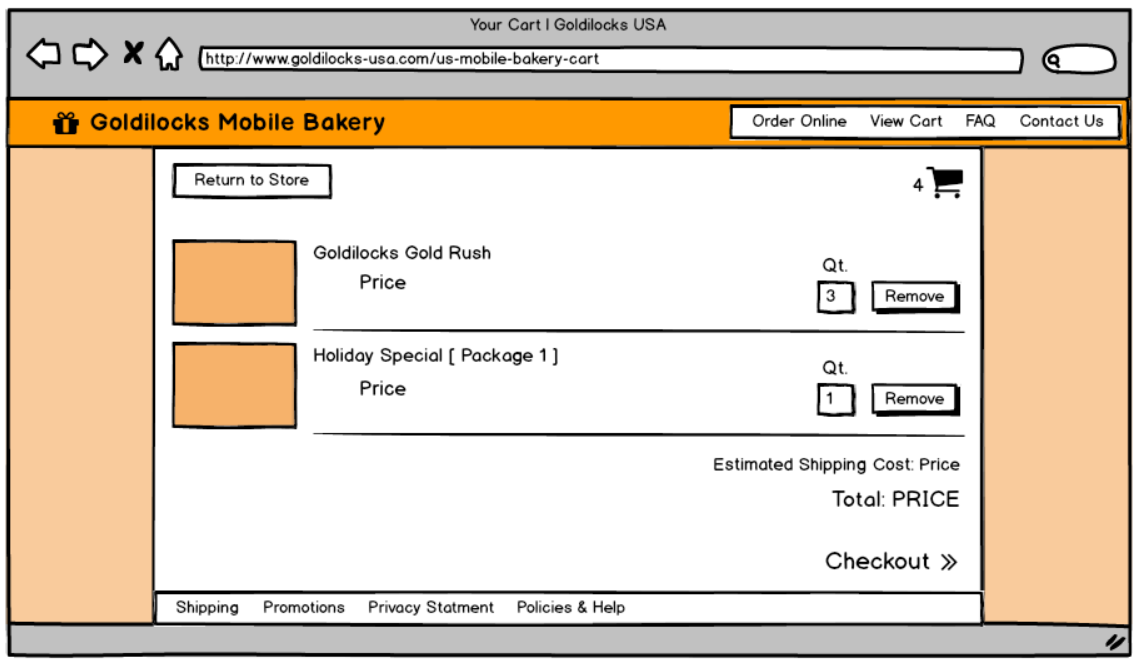 Your Cart | Goldilocks USA
http://www.goldilocks-usa.com/us-mobile-bakery-cart
Goldilocks Mobile Bakery
Order Online View Cart FAQ Contact Us
Return to Store
4
Goldilocks Gold Rush
Price
Qt.
3
Remove
Holiday Special [ Package 1 ]
Price
Qt.
1
Remove
Estimated Shipping Cost: Price
Total: PRICE
Checkout »
Shipping Promotions Privacy Statment Policies & Help